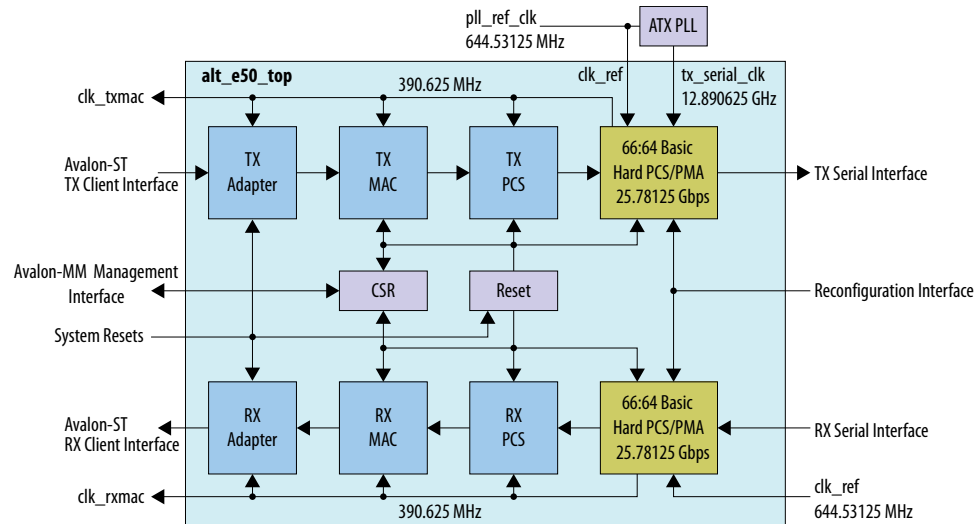 pll_ref_clk
644.53125 MHz
ATX PLL
alt_e50_top
390.625 MHz
clk_ref
tx_serial_clk
12.890625 GHz
clk_txmac
Avalon-ST
TX Client Interface
TX
Adapter
TX
MAC
TX
PCS
66:64 Basic
Hard PCS/PMA
25.78125 Gbps
TX Serial Interface
Avalon-MM Management
Interface
CSR
Reset
Reconfiguration Interface
System Resets
Avalon-ST
RX Client Interface
RX
Adapter
RX
MAC
RX
PCS
66:64 Basic
Hard PCS/PMA
25.78125 Gbps
RX Serial Interface
clk_rxmac
390.625 MHz
clk_ref
644.53125 MHz